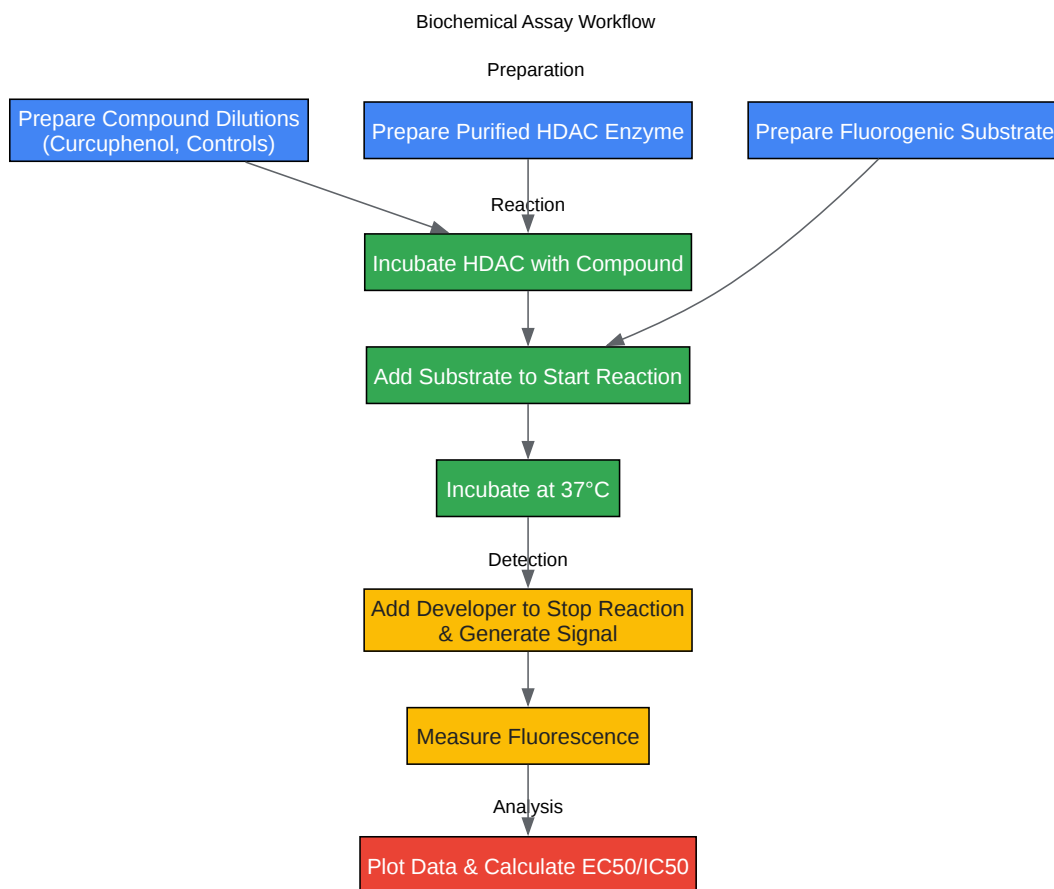 Biochemical Assay Workflow
Preparation
Prepare Compound Dilutions
(Curcuphenol, Controls)
Prepare Purified HDAC Enzyme
Prepare Fluorogenic Substrate
Reaction
Incubate HDAC with Compound
Add Substrate to Start Reaction
Incubate at 37°C
Detection
Add Developer to Stop Reaction
& Generate Signal
Measure Fluorescence
Analysis
Plot Data & Calculate EC50/IC50